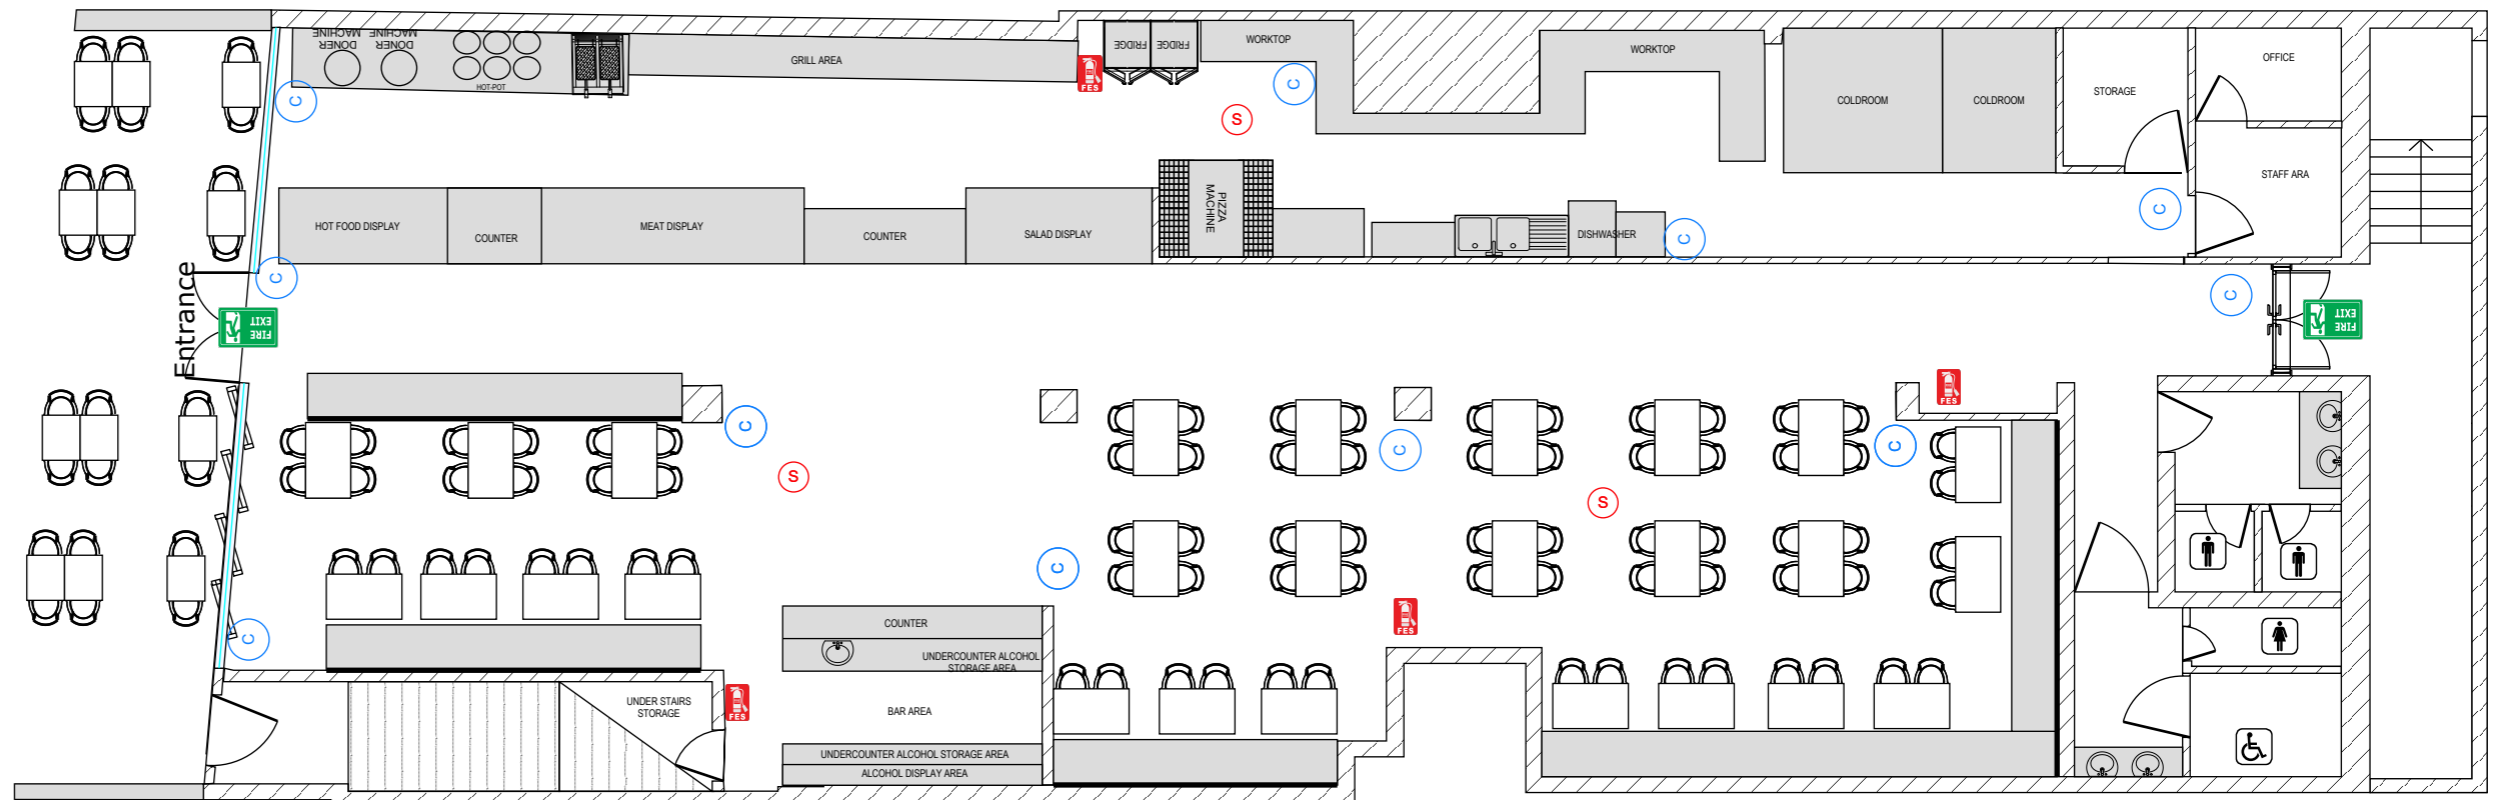 DONER
MACHINE
DONER
MACHINE
HOT-POT
GRILL AREA
FES
FRIDGE
FRIDGE
WORKTOP
WORKTOP
COLDROOM
COLDROOM
STORAGE
OFFICE
STAFF ARA
C
C
S
C
C
C
C
HOT FOOD DISPLAY
COUNTER
MEAT DISPLAY
COUNTER
SALAD DISPLAY
PIZZA
MACHINE
DISHWASHER
Entrance
FIRE
EXIT
FIRE
EXIT
FES
C
C
C
S
S
C
C
FES
COUNTER
UNDERCOUNTER ALCOHOL
STORAGE AREA
BAR AREA
UNDERCOUNTER ALCOHOL STORAGE AREA
ALCOHOL DISPLAY AREA
UNDER STAIRS
STORAGE
FES